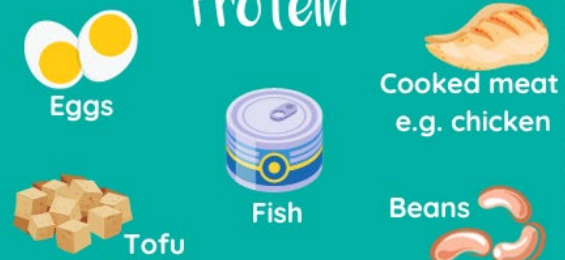 Protein
Eggs
Cooked meat
e.g. chicken
Fish
Beans
Tofu